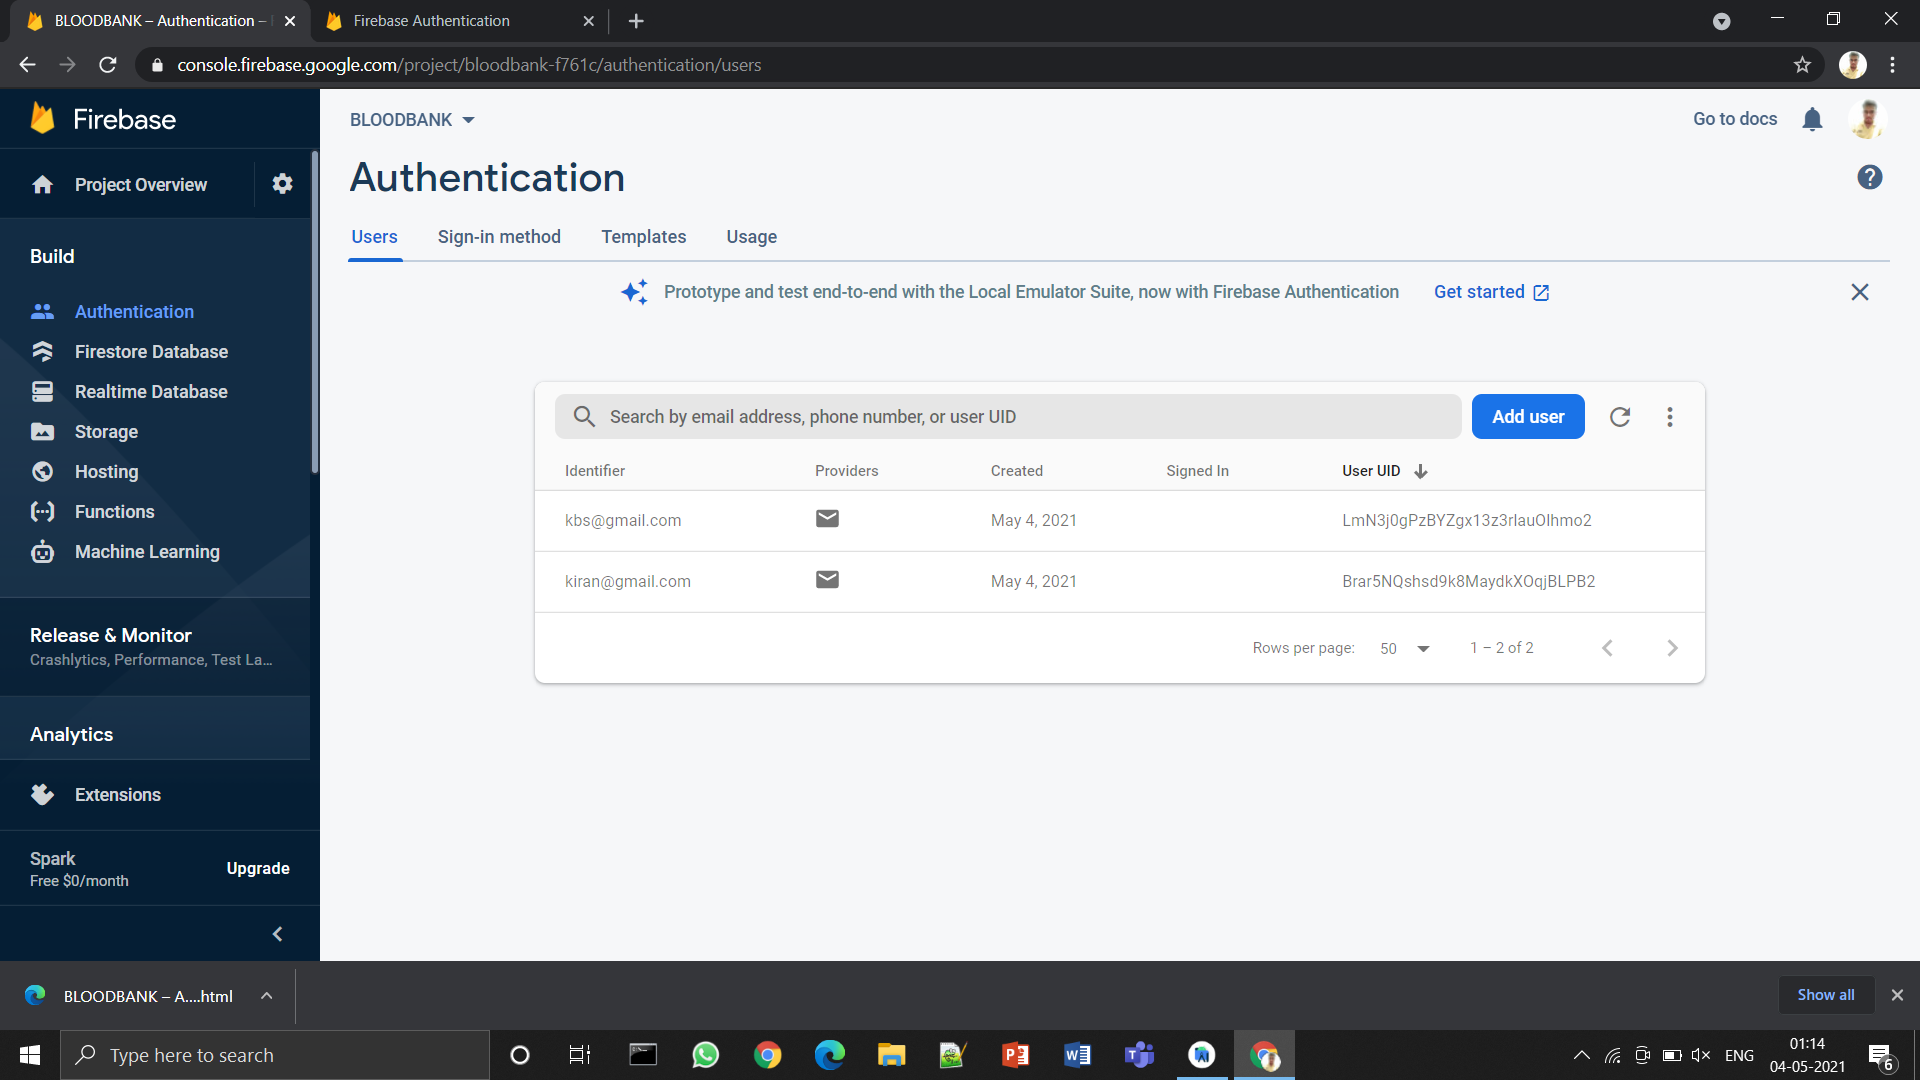 BLOODBANK – Authentication –
Firebase Authentication
console.firebase.google.com/project/bloodbank-f761c/authentication/users
Firebase
BLOODBANK
Go to docs
Project Overview
Authentication
Users Sign-in method Templates Usage
Build
Prototype and test end-to-end with the Local Emulator Suite, now with Firebase Authentication Get started
Authentication
Firestore Database
Realtime Database
Storage
Hosting
Functions
Machine Learning
Release & Monitor
Crashlytics, Performance, Test La...
Analytics
Extensions
Spark
Free $0/month
Upgrade
Search by email address, phone number, or user UID
Add user
Identifier Providers Created Signed In User UID
kbs@gmail.com May 4, 2021 LmN3j0gPzBYZgx13z3rlauOlhmo2
kiran@gmail.com May 4, 2021 Brar5NQshsd9k8MaydkXOqjBLPB2
Rows per page: 50 1 – 2 of 2
BLOODBANK – A....html
Show all
Type here to search
ENG
01:14
04-05-2021
6